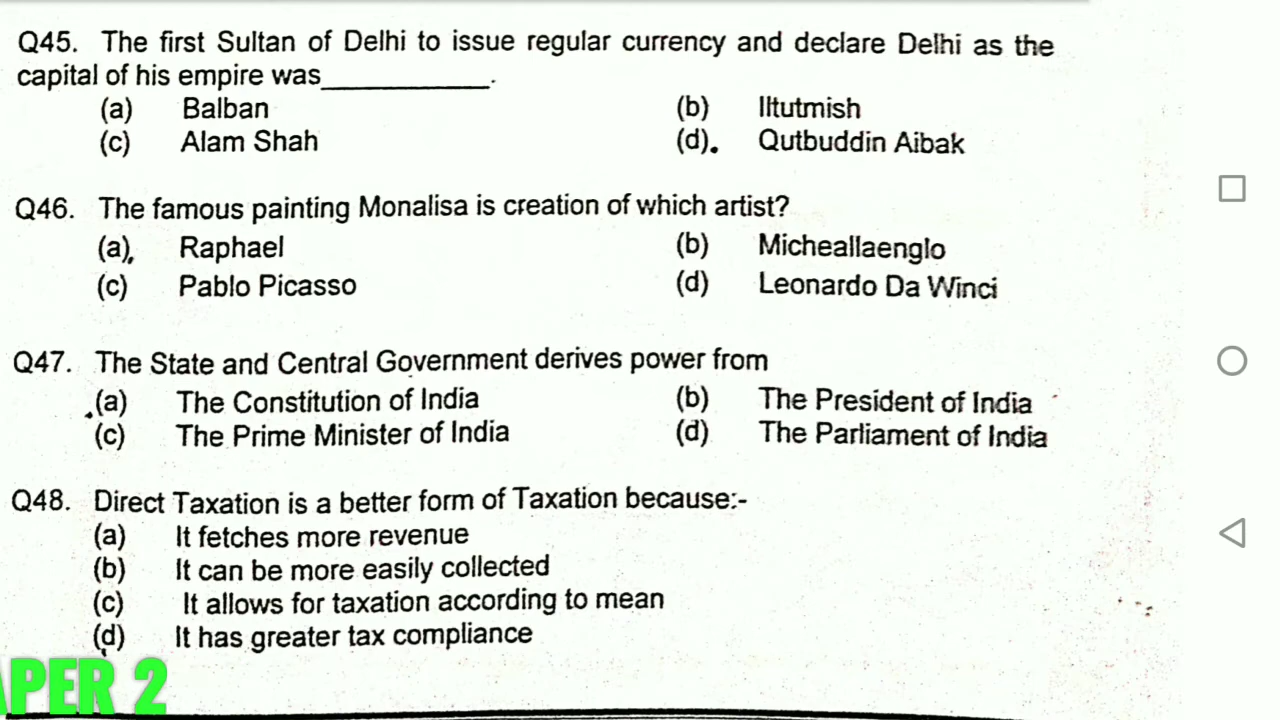 Q45. The first Sultan of Delhi to issue regular currency and declare Delhi as the
capital of his empire was__________.
(a) Balban (b) Iltutmish
(c) Alam Shah (d). Qutbuddin Aibak
Q46. The famous painting Monalisa is creation of which artist?
(a), Raphael (b) Micheallaenglo
(c) Pablo Picasso (d) Leonardo Da Winci
Q47. The State and Central Government derives power from
(a) The Constitution of India (b) The President of India
(c) The Prime Minister of India (d) The Parliament of India
Q48. Direct Taxation is a better form of Taxation because:-
(a) It fetches more revenue
(b) It can be more easily collected
(c) It allows for taxation according to mean
(d) It has greater tax compliance
APER 2